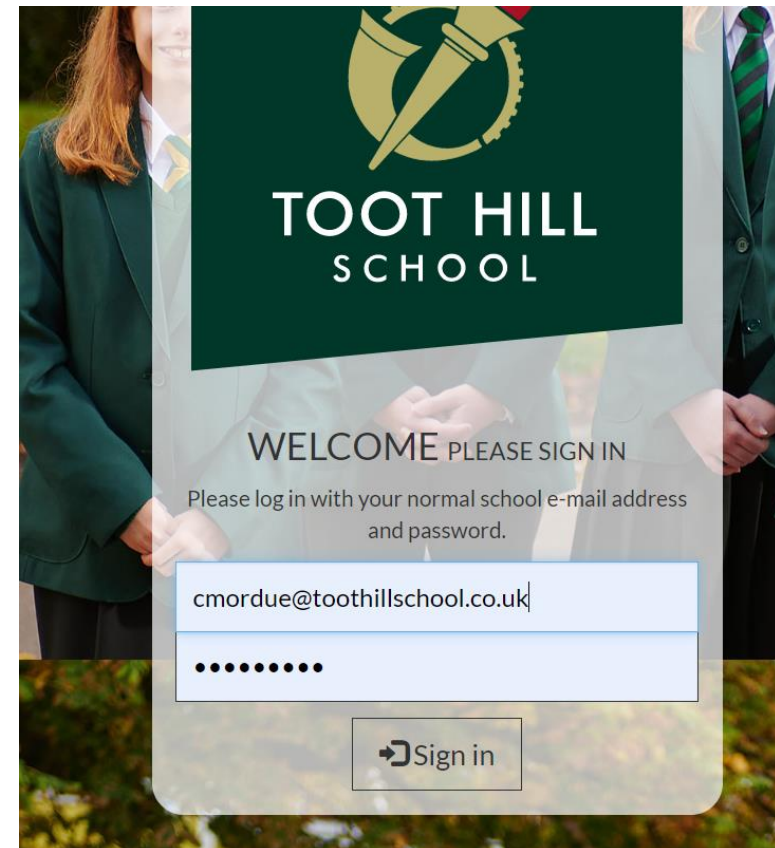 TOOT HILL
SCHOOL
WELCOME PLEASE SIGN IN
Please log in with your normal school e-mail address
and password.
cmordue@toothillschool.co.uk
•••••••••
Sign in